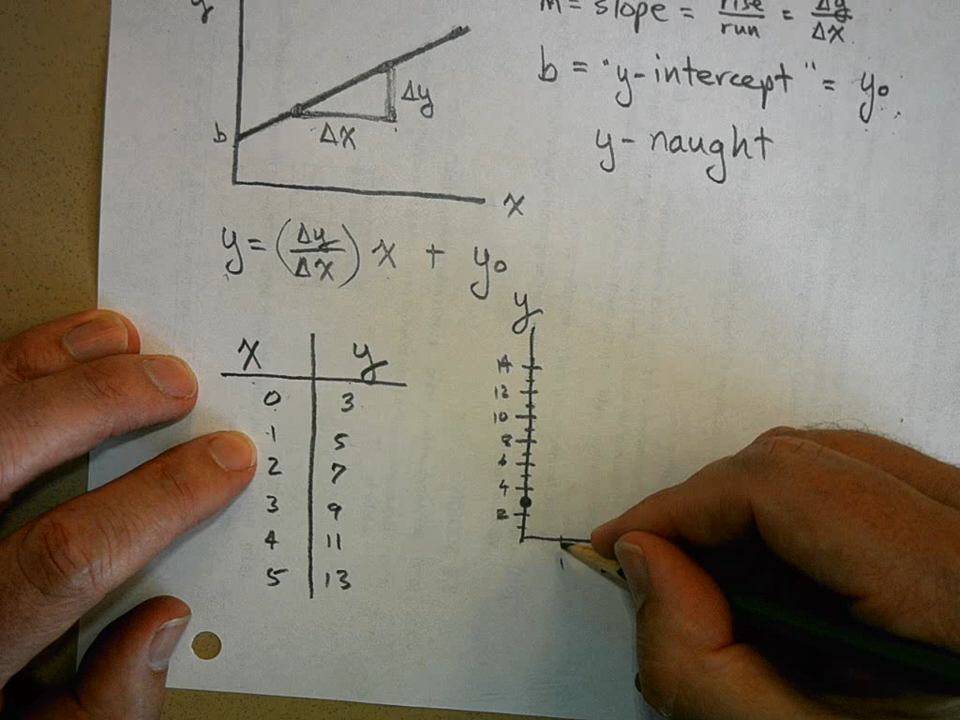 y
m = slope = rise/run = Δy/Δx
b = "y-intercept" = y₀
y-naught
Δy
Δx
b
x
y = (Δy/Δx) x + y₀
x y
0 3
1 5
2 7
3 9
4 11
5 13
y
14
12
10
8
6
4
2
1